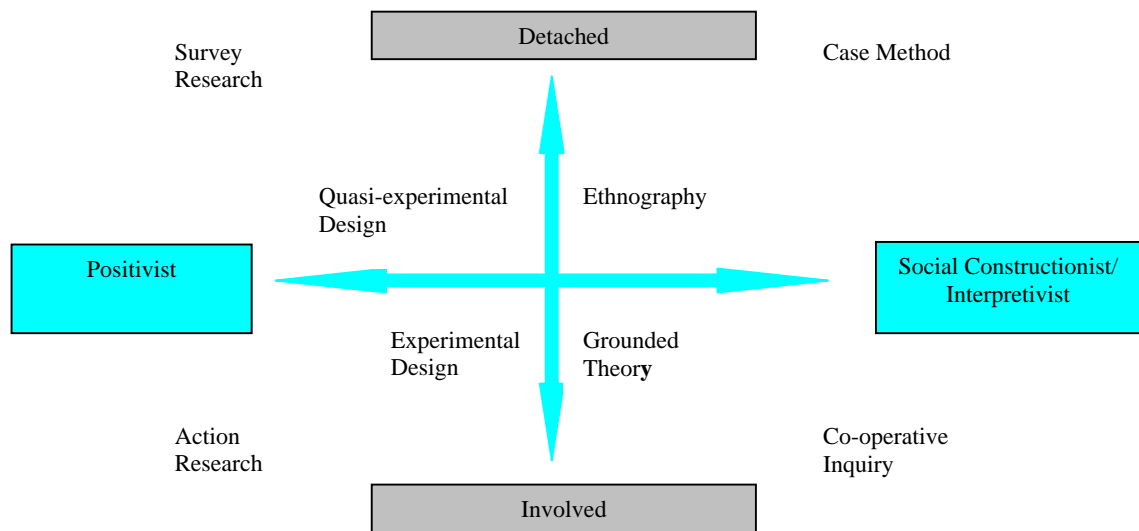 Detached
Survey
Research
Case Method
Quasi-experimental
Design
Ethnography
Positivist
Social Constructionist/
Interpretivist
Experimental
Design
Grounded
Theory
Action
Research
Co-operative
Inquiry
Involved